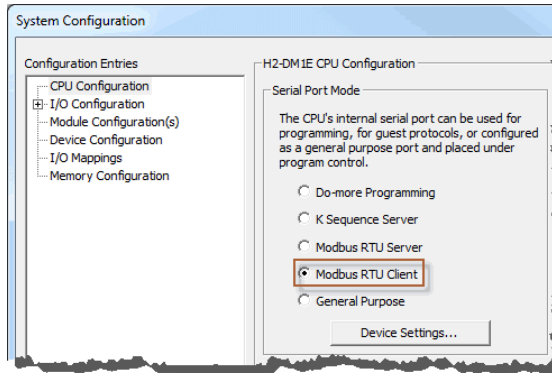 System Configuration
Configuration Entries
CPU Configuration
I/O Configuration
Module Configuration(s)
Device Configuration
I/O Mappings
Memory Configuration
H2-DM1E CPU Configuration
Serial Port Mode
The CPU's internal serial port can be used for
programming, for guest protocols, or configured
as a general purpose port and placed under
program control.
Do-more Programming
K Sequence Server
Modbus RTU Server
Modbus RTU Client
General Purpose
Device Settings...